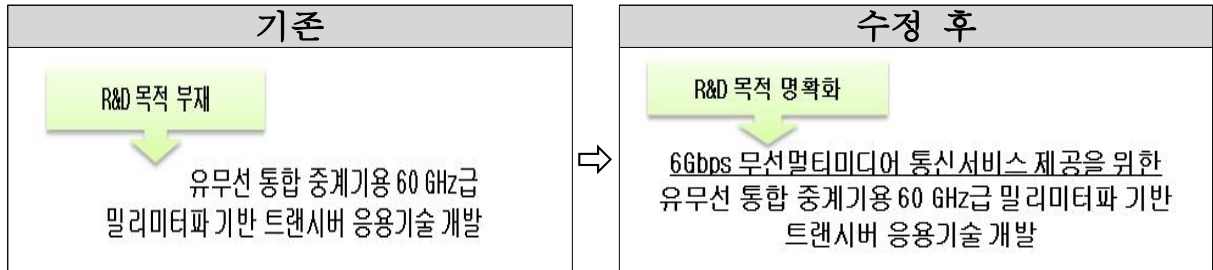 기존
R&D 목적 부재
유무선 통합 중계기용 60 GHz급
밀리미터파 기반 트랜시버 응용기술 개발
⇨
수정 후
R&D 목적 명확화
6Gbps 무선멀티미디어 통신서비스 제공을 위한
유무선 통합 중계기용 60 GHz급 밀리미터파 기반
트랜시버 응용기술 개발